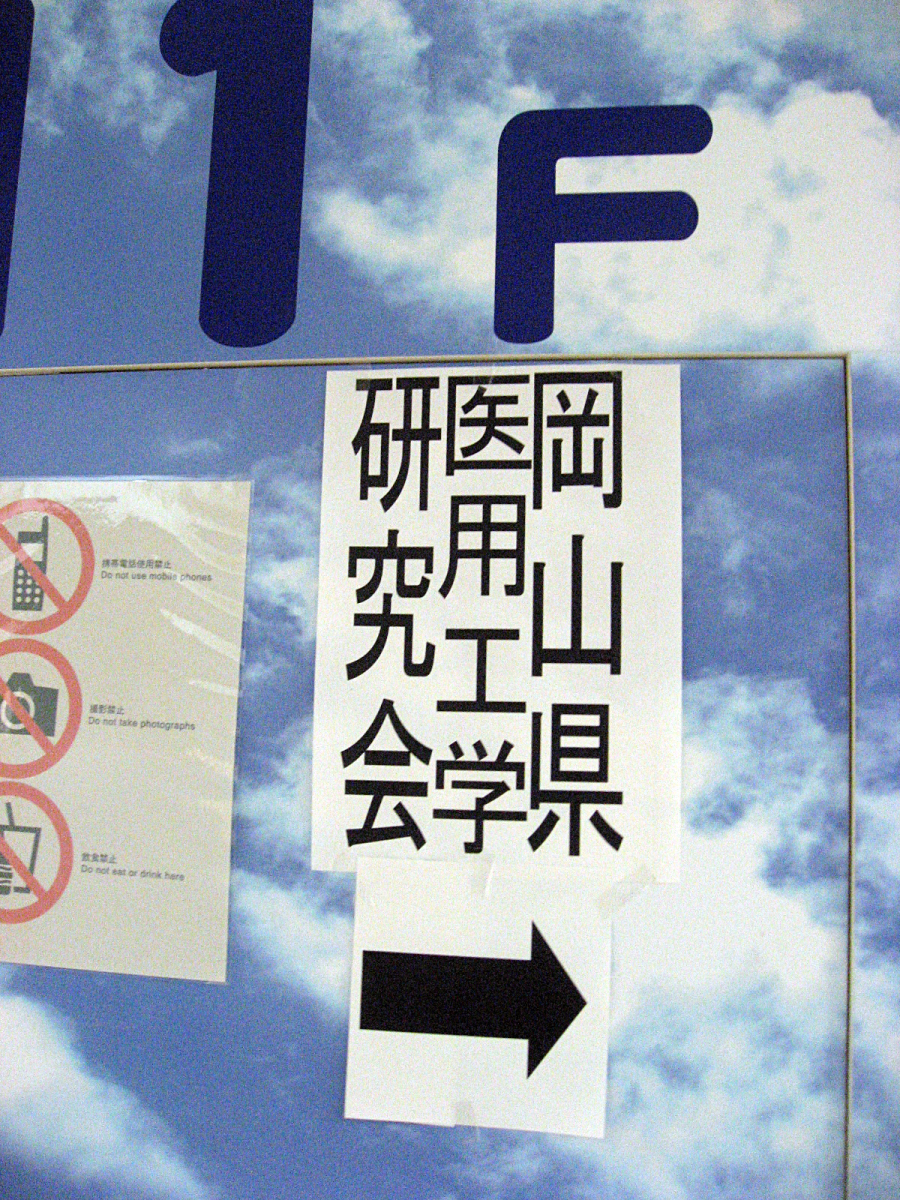 11F
岡山県
医用工学
研究会
携帯電話使用禁止
Do not use mobile phones
撮影禁止
Do not take photographs
飲食禁止
Do not eat or drink here